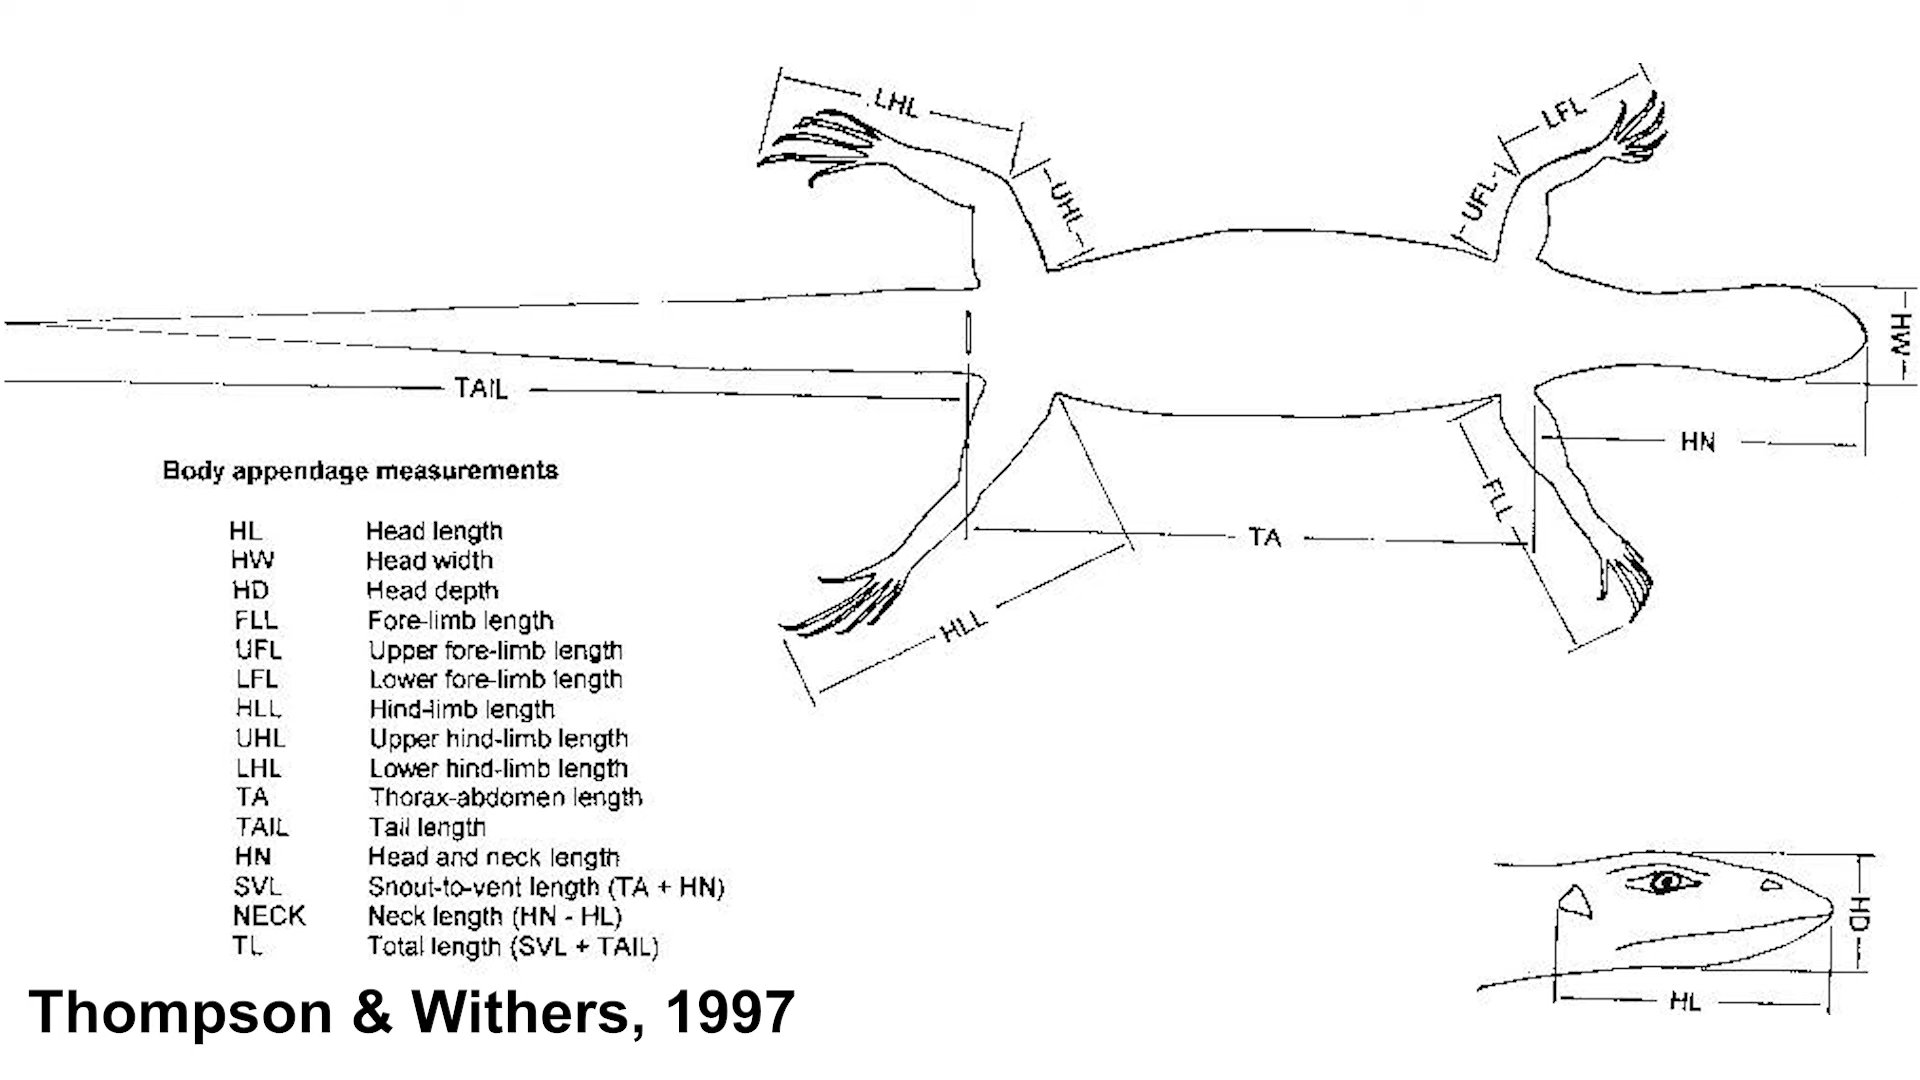 LHL
LFL
UHL
UFL
HW
TAIL
HN
FLL
TA
HLL
Body appendage measurements
HL Head length
HW Head width
HD Head depth
FLL Fore-limb length
UFL Upper fore-limb length
LFL Lower fore-limb length
HLL Hind-limb length
UHL Upper hind-limb length
LHL Lower hind-limb length
TA Thorax-abdomen length
TAIL Tail length
HN Head and neck length
SVL Snout-to-vent length (TA + HN)
NECK Neck length (HN - HL)
TL Total length (SVL + TAIL)
HD
HL
Thompson & Withers, 1997